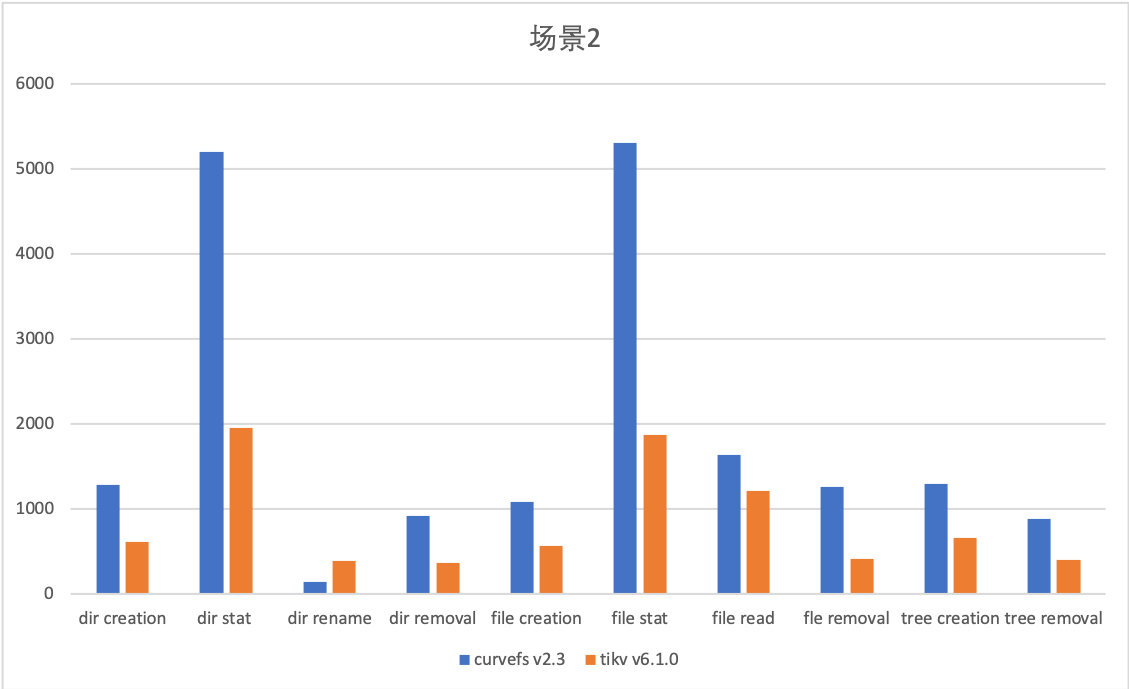 场景2
6000
5000
4000
3000
2000
1000
0
dir creation dir stat dir rename dir removal file creation file stat file read fle removal tree creation tree removal
curvefs v2.3 tikv v6.1.0